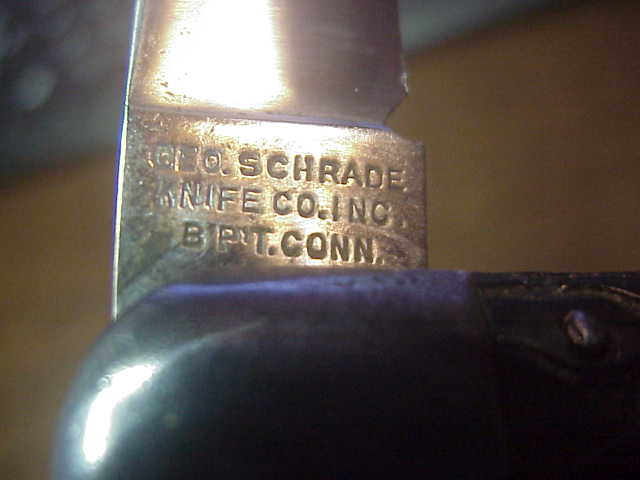 GEO. SCHRADE
KNIFE CO. INC.
B'P'T. CONN.